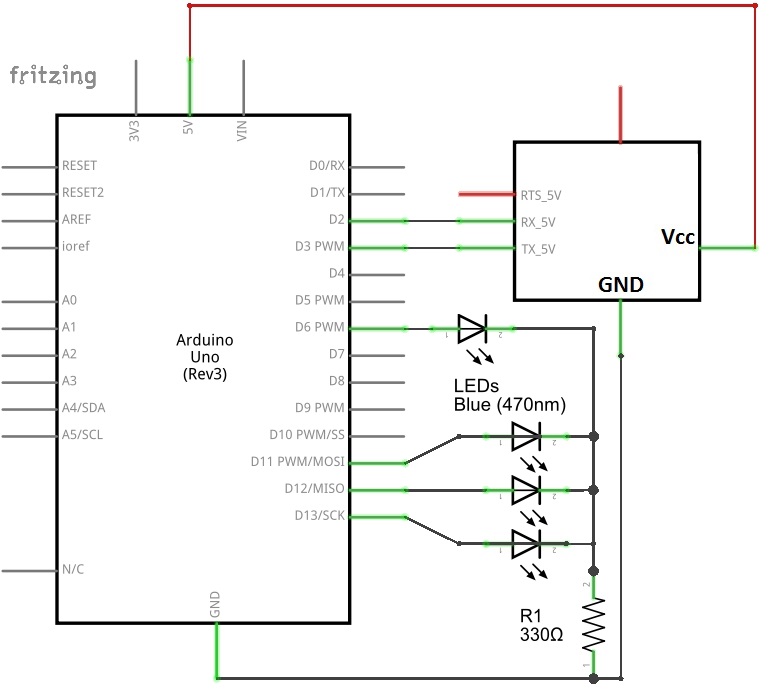 fritzing
3V3
5V
VIN
RESET
RESET2
AREF
ioref
A0
A1
A2
A3
A4/SDA
A5/SCL
N/C
Arduino
Uno
(Rev3)
D0/RX
D1/TX
D2
D3 PWM
D4
D5 PWM
D6 PWM
D7
D8
D9 PWM
D10 PWM/SS
D11 PWM/MOSI
D12/MISO
D13/SCK
GND
RTS_5V
RX_5V
TX_5V
Vcc
GND
1 2
LEDs
Blue (470nm)
1 2
1 2
1 2
2
R1
330Ω
1